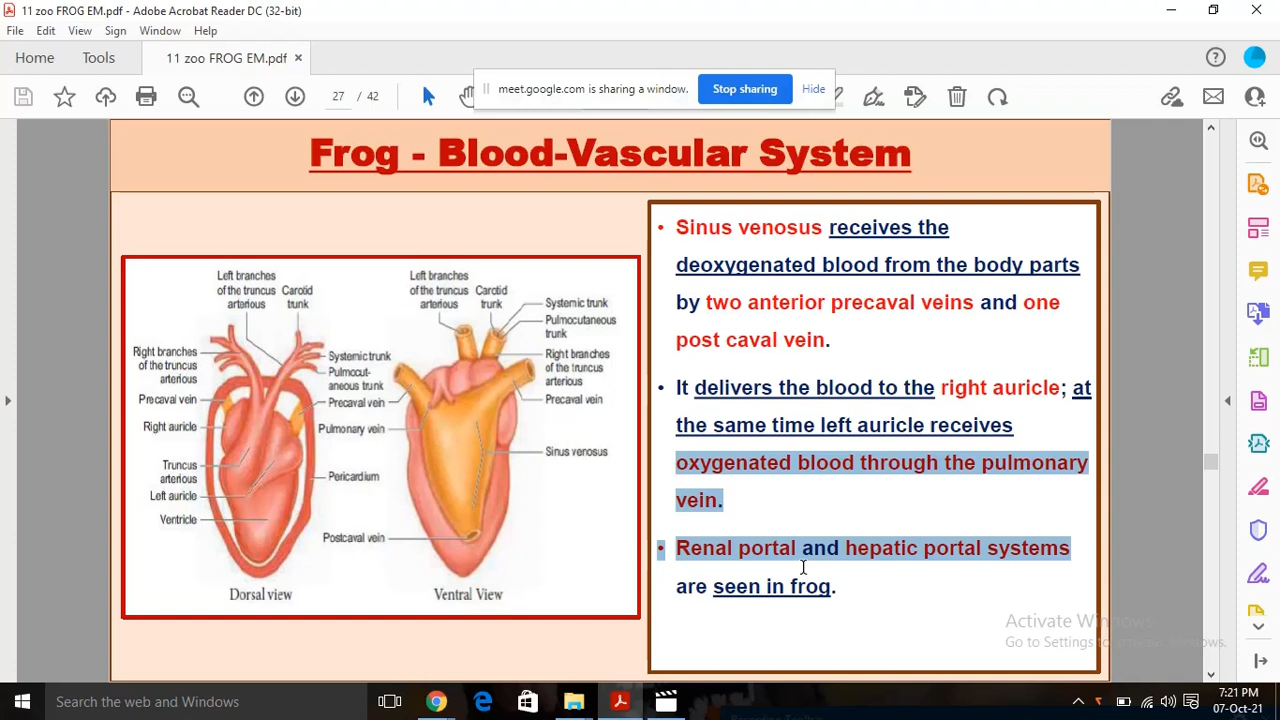 11 zoo FROG EM.pdf - Adobe Acrobat Reader DC (32-bit)
File Edit View Sign Window Help
Home Tools 11 zoo FROG EM.pdf ×
27 / 42
meet.google.com is sharing a window. Stop sharing Hide
Frog - Blood-Vascular System
Left branches
of the truncus
arterious
Carotid
trunk
Right branches
of the truncus
arterious
Systemic trunk
Pulmocut-
aneous trunk
Precaval vein
Precaval vein
Right auricle
Pulmonary vein
Truncus
arterious
Left auricle
Pericardium
Ventricle
Postcaval vein
Dorsal view
Left branches
of the truncus
arterious
Carotid
trunk
Systemic trunk
Pulmocutaneous
trunk
Right branches
of the truncus
arterious
Precaval vein
Sinus venosus
Ventral View
• Sinus venosus receives the
deoxygenated blood from the body parts
by two anterior precaval veins and one
post caval vein.
• It delivers the blood to the right auricle; at
the same time left auricle receives
oxygenated blood through the pulmonary
vein.
• Renal portal and hepatic portal systems
are seen in frog.
Activate Windows
Go to Settings to activate Windows.
Search the web and Windows
7:21 PM
07-Oct-21